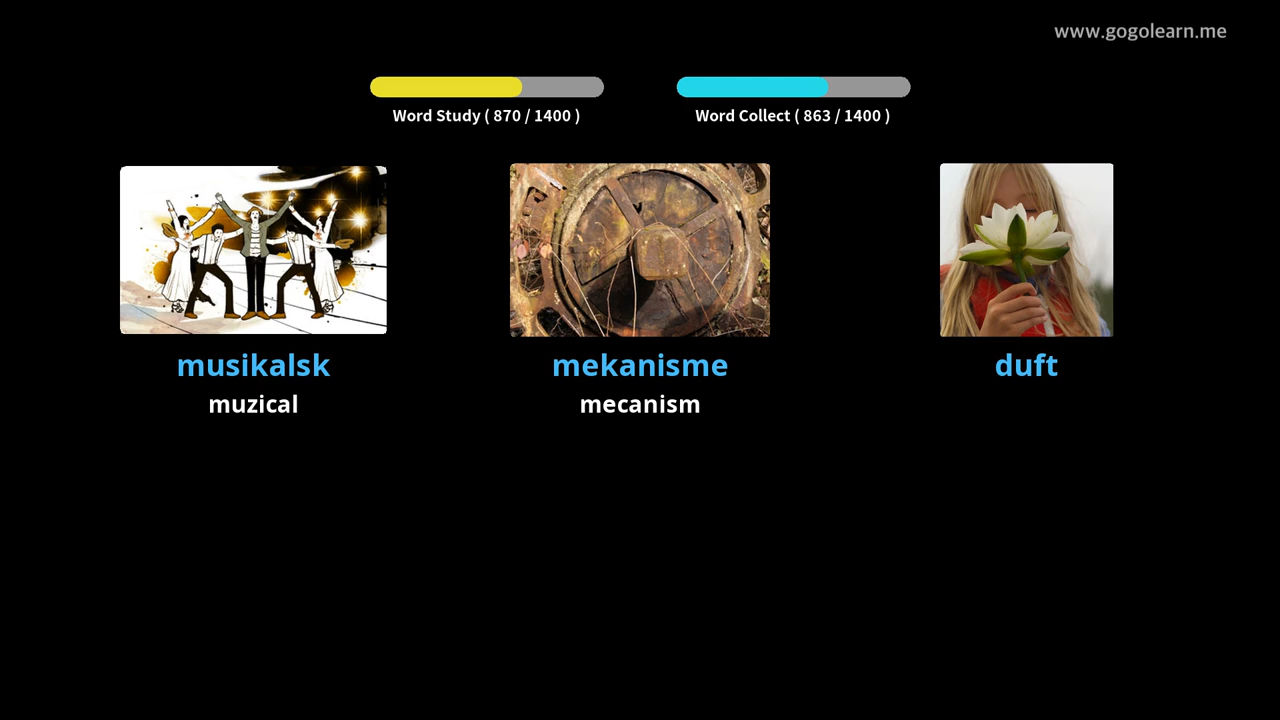 www.gogolearn.me
Word Study ( 870 / 1400 )
Word Collect ( 863 / 1400 )
musikalsk
muzical
mekanisme
mecanism
duft